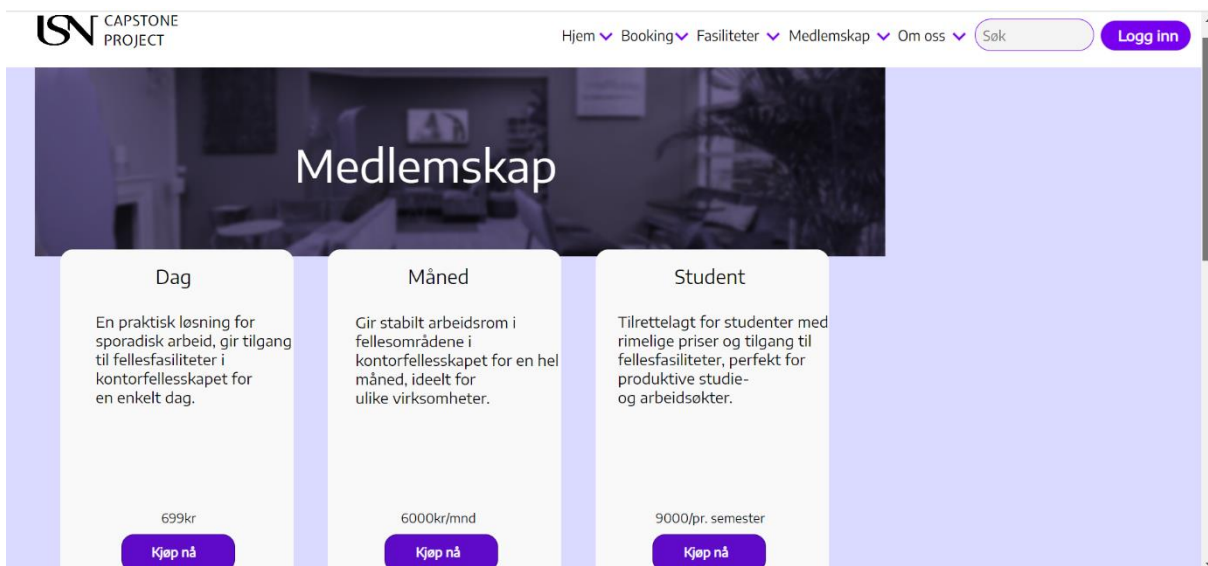 USN CAPSTONE
PROJECT
Hjem Booking Fasiliteter Medlemskap Om oss Søk Logg inn
Medlemskap
Dag
En praktisk løsning for
sporadisk arbeid, gir tilgang
til fellesfasiliteter i
kontorfellesskapet for
en enkelt dag.
699kr
Kjøp nå
Måned
Gir stabilt arbeidsrom i
fellesområdene i
kontorfellesskapet for en hel
måned, ideelt for
ulike virksomheter.
6000kr/mnd
Kjøp nå
Student
Tilrettelagt for studenter med
rimelige priser og tilgang til
fellesfasiliteter, perfekt for
produktive studie-
og arbeidsøkter.
9000/pr. semester
Kjøp nå